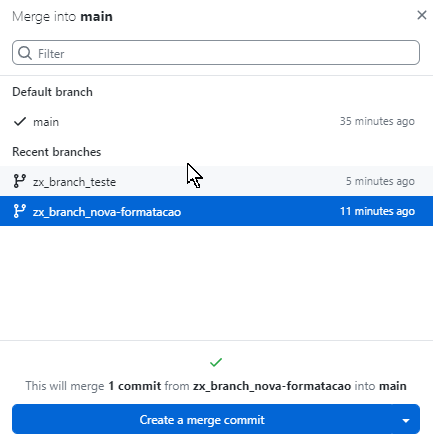 Merge into main
Filter
Default branch
main 35 minutes ago
Recent branches
zx_branch_teste 5 minutes ago
zx_branch_nova-formatacao 11 minutes ago
This will merge 1 commit from zx_branch_nova-formatacao into main
Create a merge commit